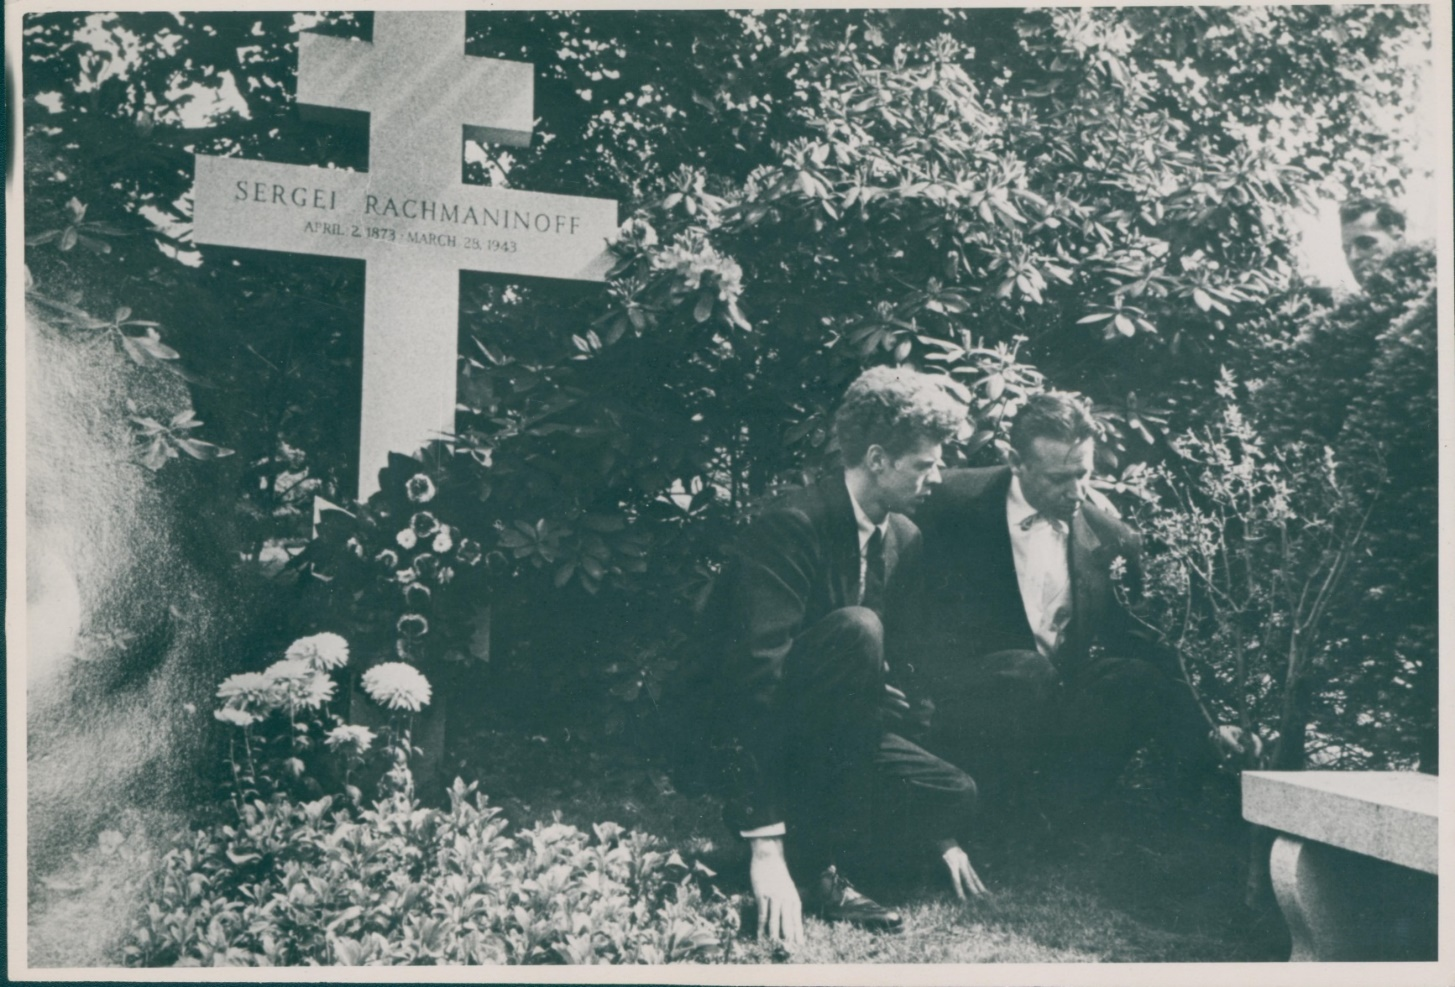 SERGEI RACHMANINOFF
APRIL 2, 1873 · MARCH 28, 1943